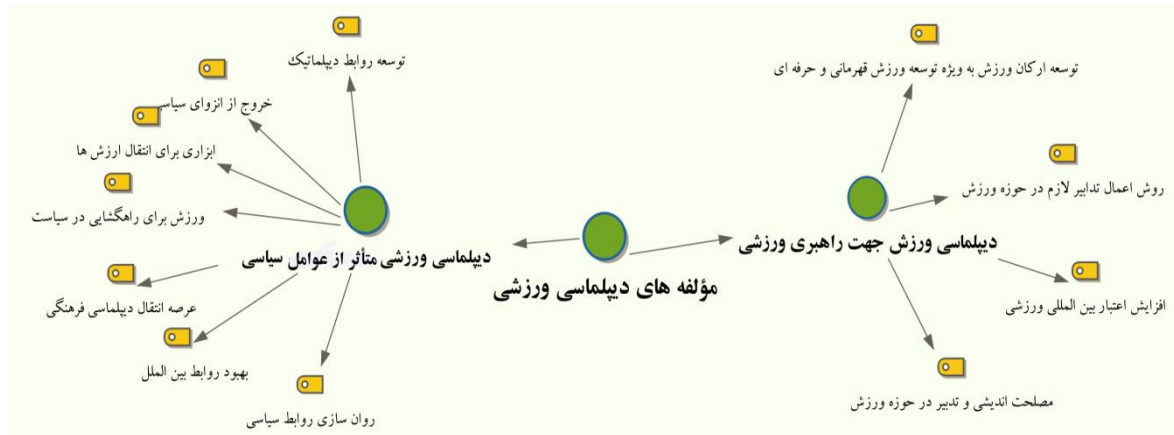 توسعه ارکان ورزش به ویژه توسعه ورزش قهرمانی و حرفه ای
روش اعمال تدابیر لازم در حوزه ورزش
دیپلماسی ورزش جهت راهبری ورزشی
افزایش اعتبار بین المللی ورزشی
مصلحت اندیشی و تدبیر در حوزه ورزش
مؤلفه های دیپلماسی ورزشی
توسعه روابط دیپلماتیک
خروج از انزوای سیاسی
ابزاری برای انتقال ارزش ها
ورزش برای راهگشایی در سیاست
دیپلماسی ورزشی متأثر از عوامل سیاسی
عرصه انتقال دیپلماسی فرهنگی
بهبود روابط بین الملل
روان سازی روابط سیاسی